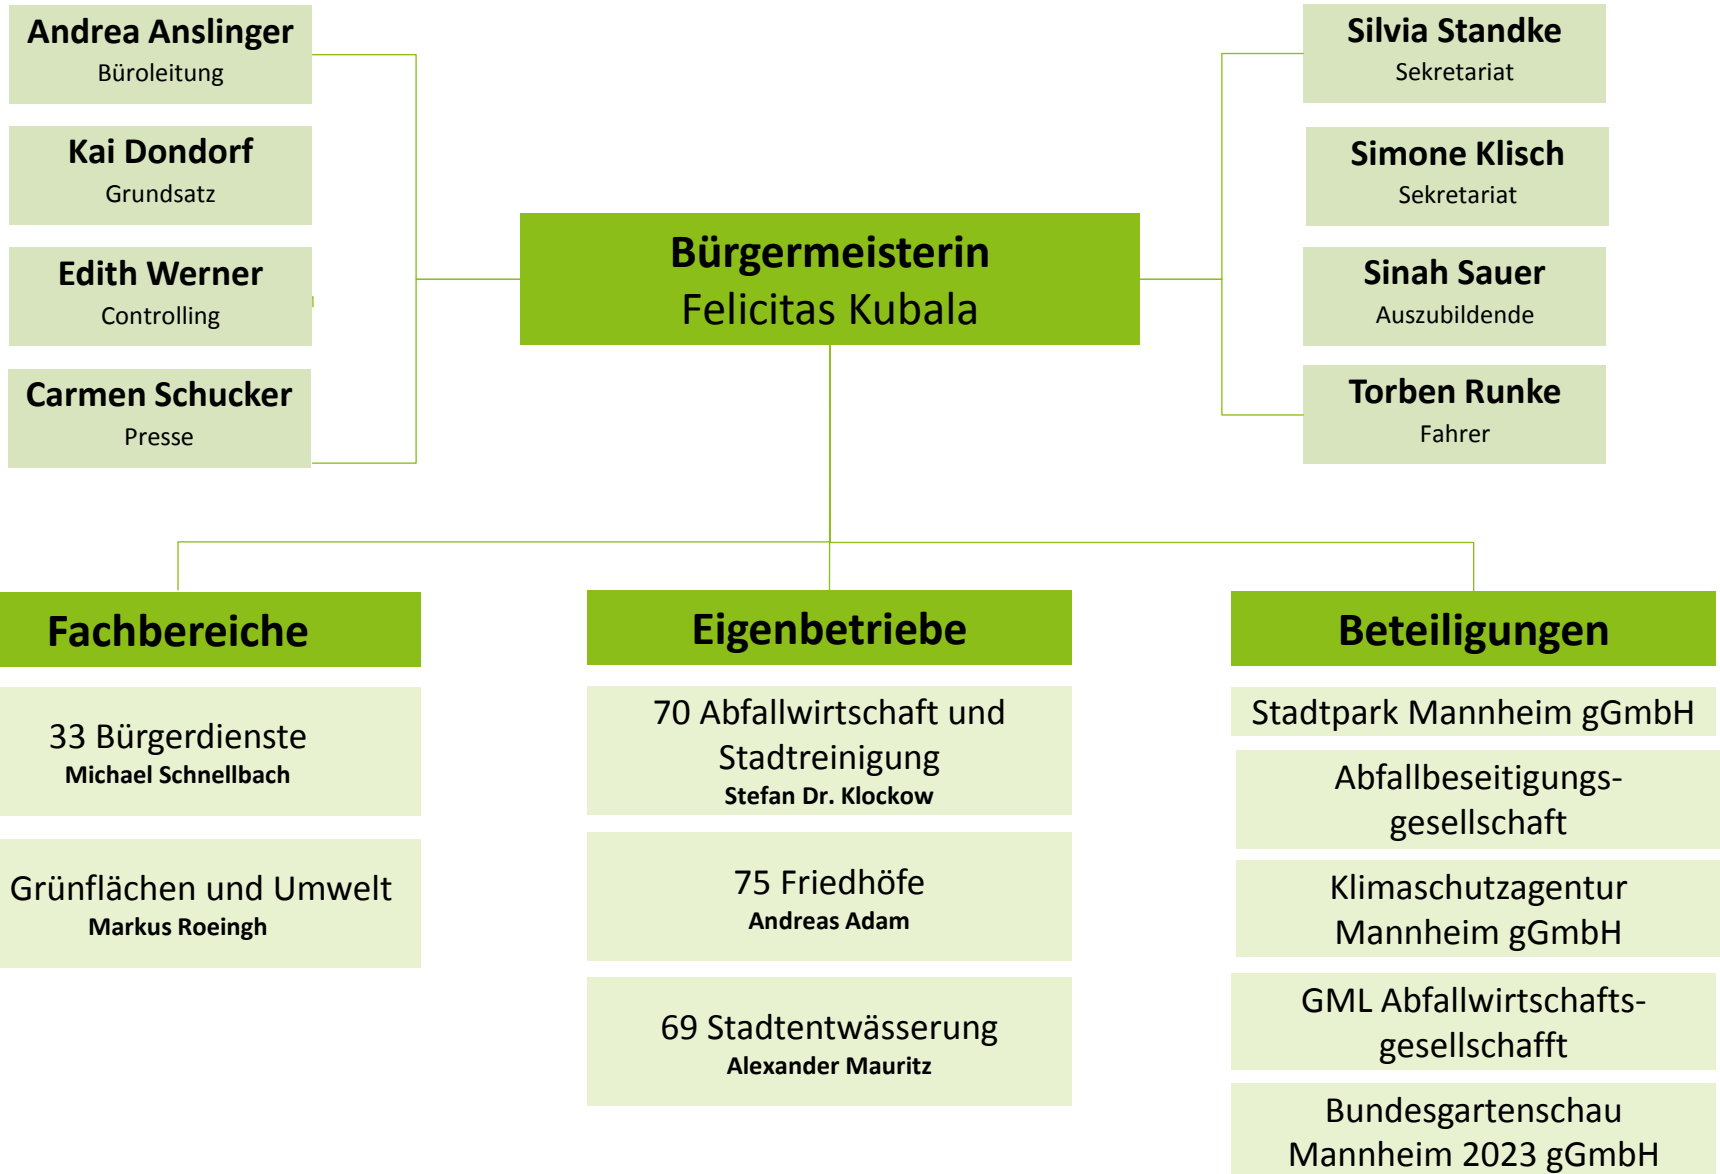 Andrea Anslinger
Büroleitung
Kai Dondorf
Grundsatz
Edith Werner
Controlling
Carmen Schucker
Presse
Bürgermeisterin
Felicitas Kubala
Silvia Standke
Sekretariat
Simone Klisch
Sekretariat
Sinah Sauer
Auszubildende
Torben Runke
Fahrer
Fachbereiche
33 Bürgerdienste
Michael Schnellbach
Grünflächen und Umwelt
Markus Roeingh
Eigenbetriebe
70 Abfallwirtschaft und
Stadtreinigung
Stefan Dr. Klockow
75 Friedhöfe
Andreas Adam
69 Stadtentwässerung
Alexander Mauritz
Beteiligungen
Stadtpark Mannheim gGmbH
Abfallbeseitigungs-
gesellschaft
Klimaschutzagentur
Mannheim gGmbH
GML Abfallwirtschafts-
gesellschafft
Bundesgartenschau
Mannheim 2023 gGmbH